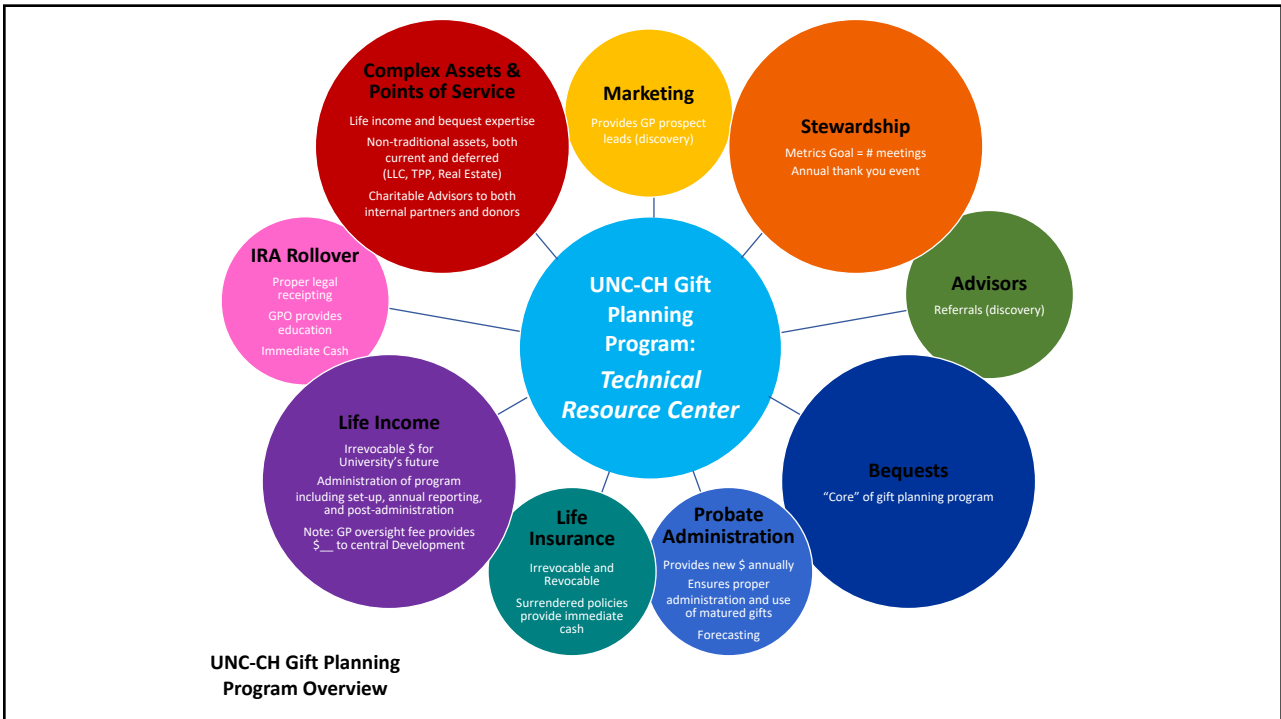 Complex Assets &
Points of Service
Life income and bequest expertise
Non-traditional assets, both
current and deferred
(LLC, TPP, Real Estate)
Charitable Advisors to both
internal partners and donors
Marketing
Provides GP prospect
leads (discovery)
Stewardship
Metrics Goal = # meetings
Annual thank you event
IRA Rollover
Proper legal
receipting
GPO provides
education
Immediate Cash
UNC-CH Gift
Planning
Program:
Technical
Resource Center
Advisors
Referrals (discovery)
Life Income
Irrevocable $ for
University’s future
Administration of program
including set-up, annual reporting,
and post-administration
Note: GP oversight fee provides
$__ to central Development
Bequests
“Core” of gift planning program
Life
Insurance
Irrevocable and
Revocable
Surrendered policies
provide immediate
cash
Probate
Administration
Provides new $ annually
Ensures proper
administration and use
of matured gifts
Forecasting
UNC-CH Gift Planning
Program Overview